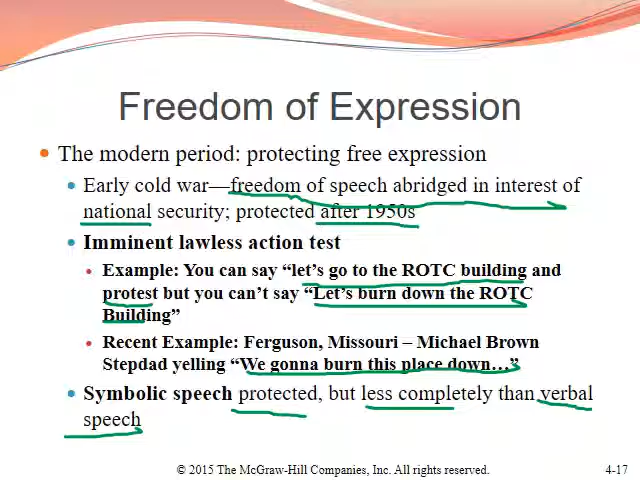 Freedom of Expression
The modern period: protecting free expression
Early cold war—freedom of speech abridged in interest of
national security; protected after 1950s
Imminent lawless action test
Example: You can say “let’s go to the ROTC building and
protest but you can’t say “Let’s burn down the ROTC
Building”
Recent Example: Ferguson, Missouri – Michael Brown
Stepdad yelling “We gonna burn this place down…”
Symbolic speech protected, but less completely than verbal
speech
© 2015 The McGraw-Hill Companies, Inc. All rights reserved.
4-17